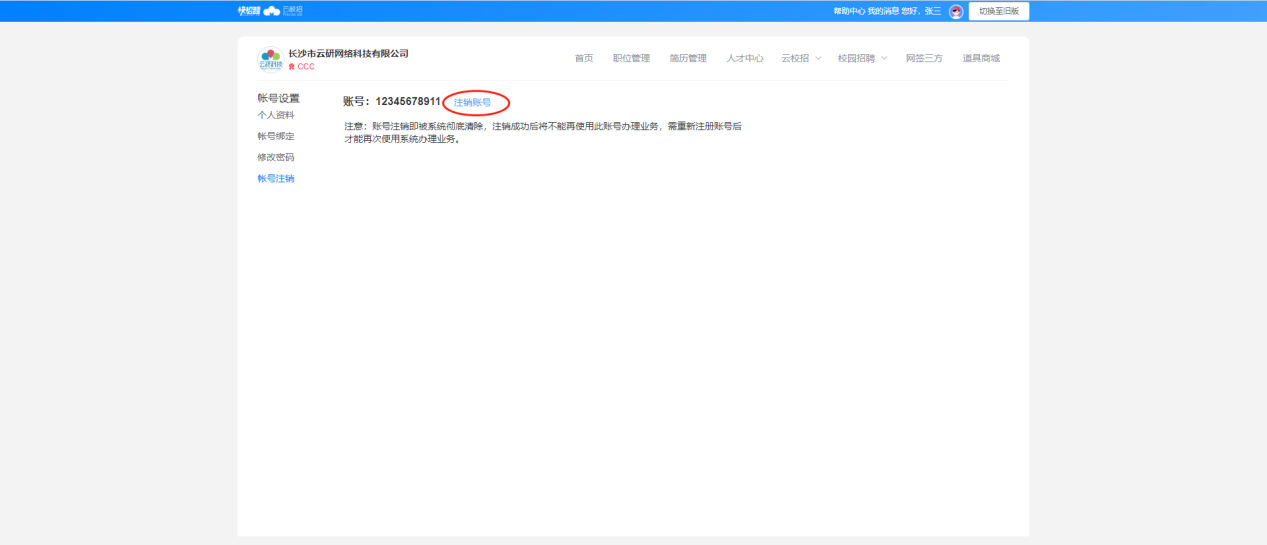 快招聘 云校招
帮助中心 我的消息 您好、张三 切换至旧版
长沙市云研网络科技有限公司
CCC
首页 职位管理 简历管理 人才中心 云校招 校园招聘 网签三方 道具商城
帐号设置
个人资料
帐号绑定
修改密码
帐号注销
账号：12345678911 注销账号
注意：账号注销即被系统彻底清除，注销成功后将不能再使用此账号办理业务，需重新注册账号后
才能再次使用系统办理业务。